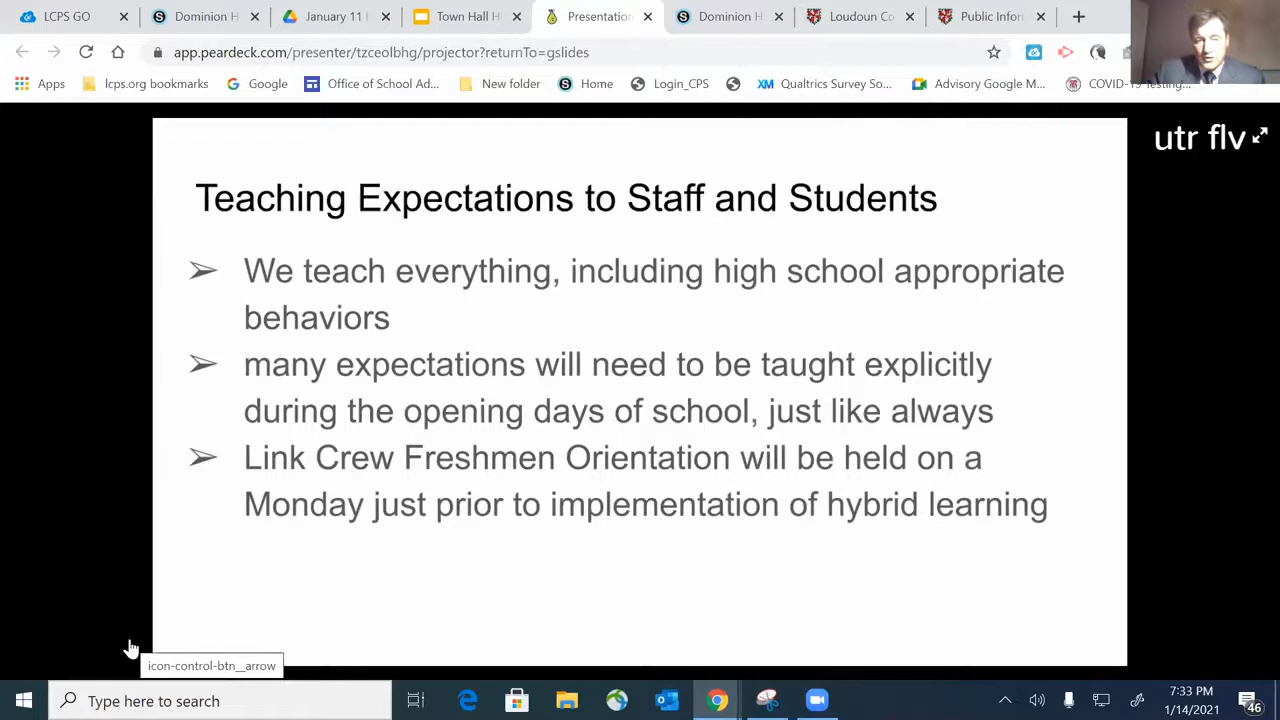 LCPS GO
Dominion H
January 11 F
Town Hall H
Presentation
Dominion H
Loudoun Co
Public Infor
app.peardeck.com/presenter/tzceolbhg/projector?returnTo=gslides
Apps
lcps.org bookmarks
Google
Office of School Ad...
New folder
Home
Login_CPS
XM Qualtrics Survey So...
Advisory Google M...
COVID-19 Testing...
utr flv
Teaching Expectations to Staff and Students
➢ We teach everything, including high school appropriate
behaviors
➢ many expectations will need to be taught explicitly
during the opening days of school, just like always
➢ Link Crew Freshmen Orientation will be held on a
Monday just prior to implementation of hybrid learning
icon-control-btn__arrow
Type here to search
7:33 PM
1/14/2021
46